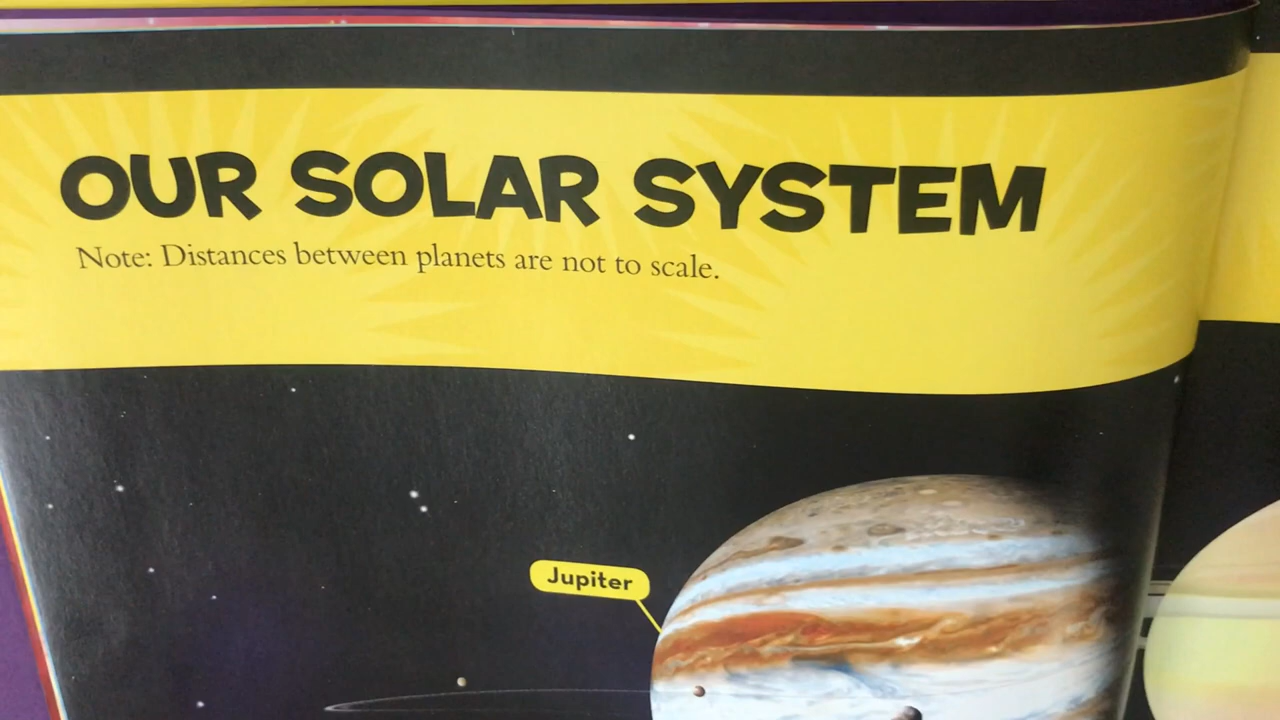 OUR SOLAR SYSTEM
Note: Distances between planets are not to scale.
Jupiter